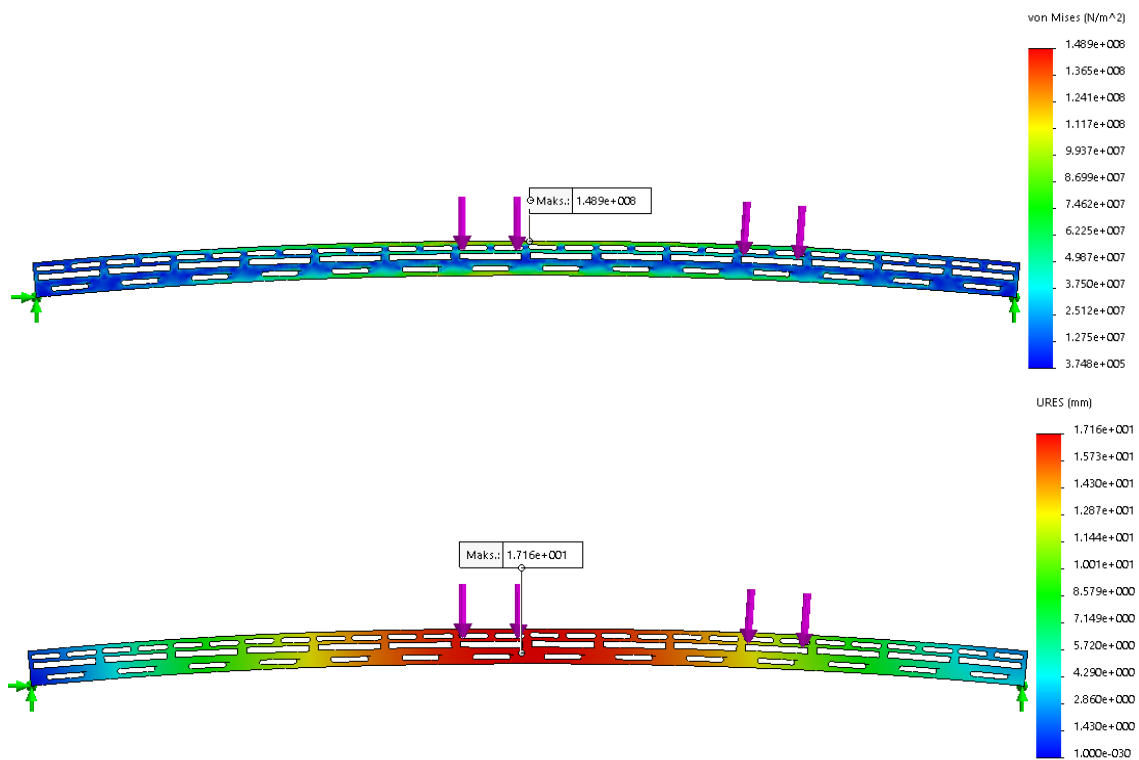 von Mises (N/m^2)
1.489e+008
1.365e+008
1.241e+008
1.117e+008
9.937e+007
8.699e+007
7.462e+007
6.225e+007
4.987e+007
3.750e+007
2.512e+007
1.275e+007
3.748e+005
Maks.: 1.489e+008
URES (mm)
1.716e+001
1.573e+001
1.430e+001
1.287e+001
1.144e+001
1.001e+001
8.579e+000
7.149e+000
5.720e+000
4.290e+000
2.860e+000
1.430e+000
1.000e-030
Maks.: 1.716e+001